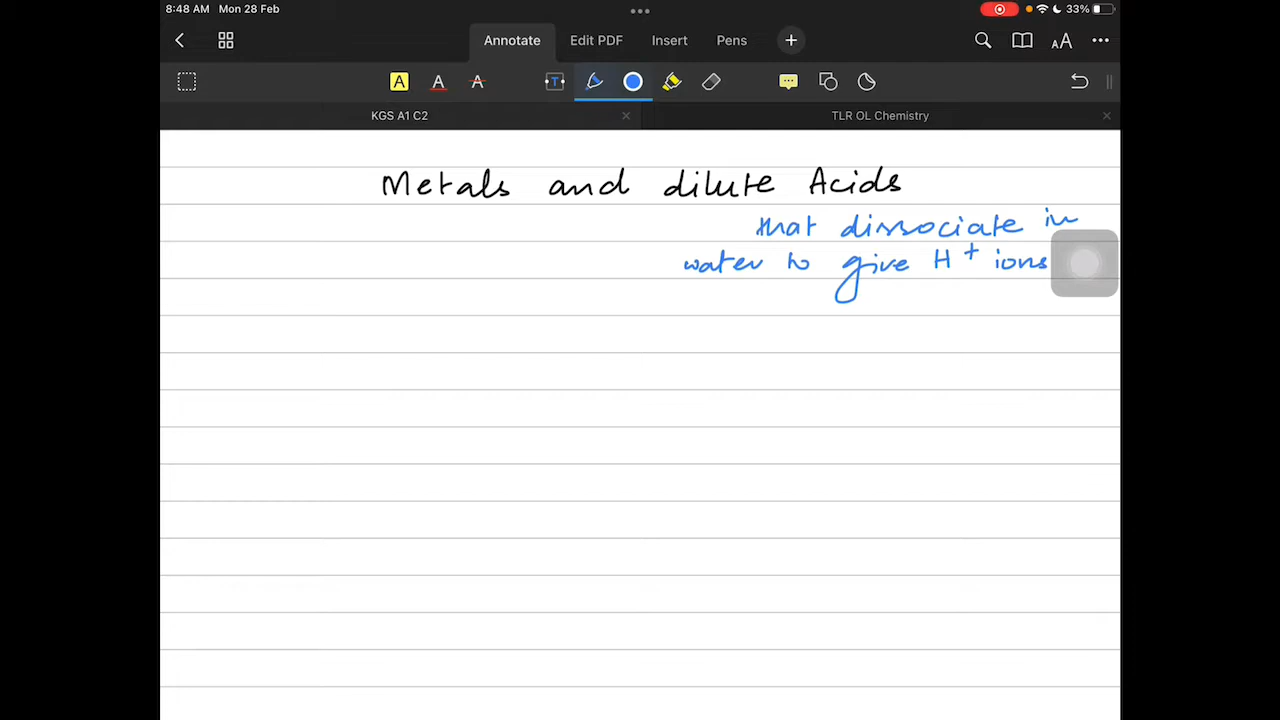 8:48 AM Mon 28 Feb
33%
Annotate Edit PDF Insert Pens
AA
A A A T
KGS A1 C2 TLR OL Chemistry
Metals and dilute Acids
that dissociate in
water to give H+ ions